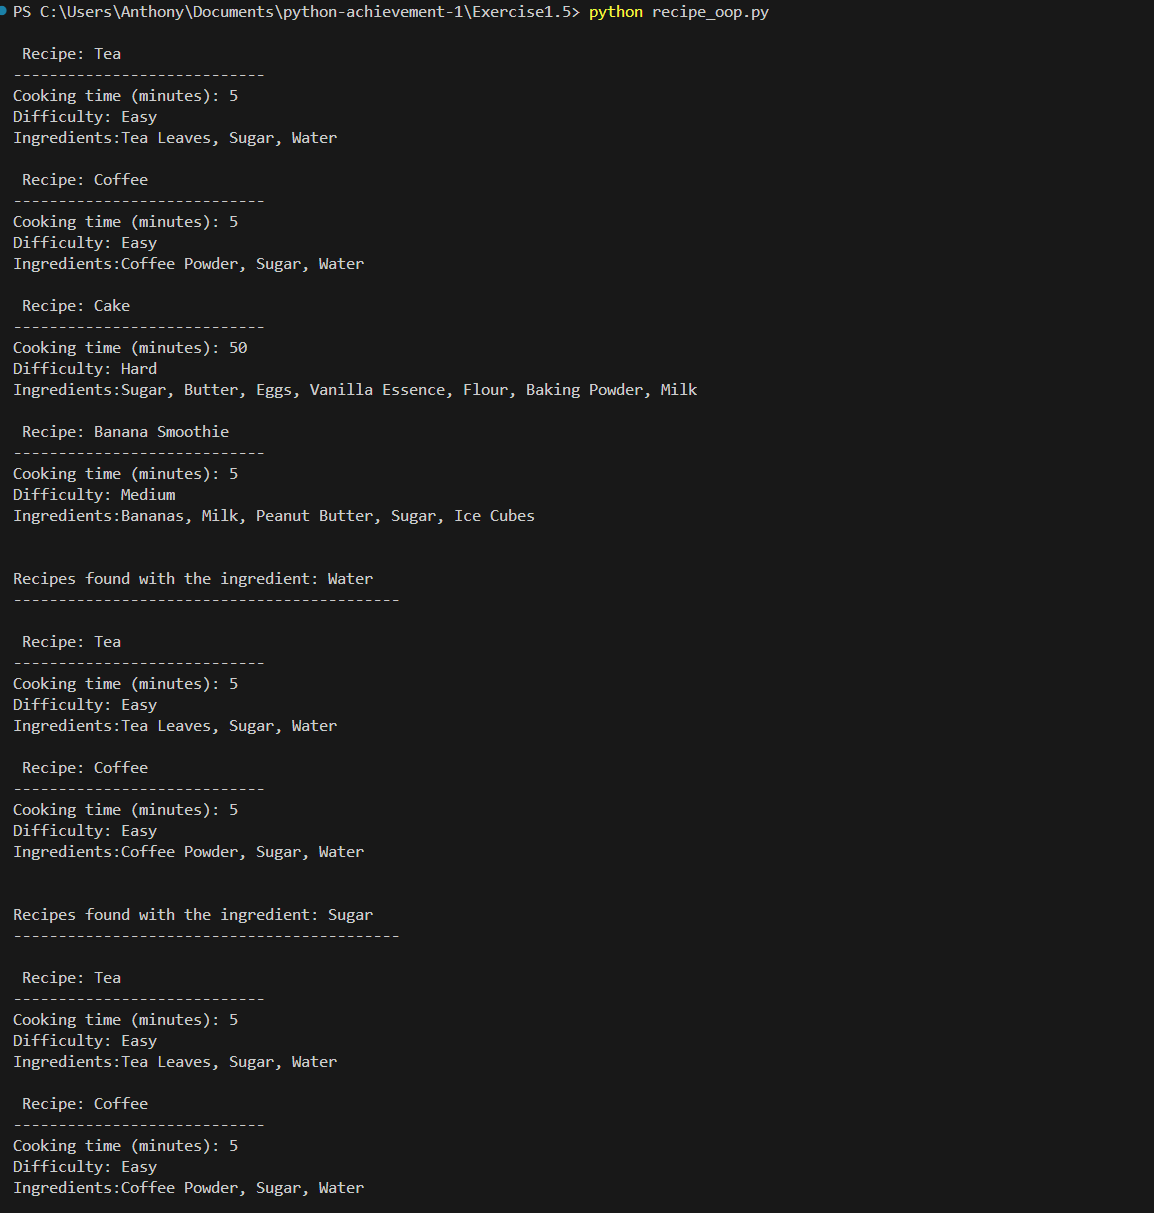 PS C:\Users\Anthony\Documents\python-achievement-1\Exercise1.5> python recipe_oop.py
Recipe: Tea
----------------------------
Cooking time (minutes): 5
Difficulty: Easy
Ingredients:Tea Leaves, Sugar, Water
Recipe: Coffee
----------------------------
Cooking time (minutes): 5
Difficulty: Easy
Ingredients:Coffee Powder, Sugar, Water
Recipe: Cake
----------------------------
Cooking time (minutes): 50
Difficulty: Hard
Ingredients:Sugar, Butter, Eggs, Vanilla Essence, Flour, Baking Powder, Milk
Recipe: Banana Smoothie
----------------------------
Cooking time (minutes): 5
Difficulty: Medium
Ingredients:Bananas, Milk, Peanut Butter, Sugar, Ice Cubes
Recipes found with the ingredient: Water
-------------------------------------------
Recipe: Tea
----------------------------
Cooking time (minutes): 5
Difficulty: Easy
Ingredients:Tea Leaves, Sugar, Water
Recipe: Coffee
----------------------------
Cooking time (minutes): 5
Difficulty: Easy
Ingredients:Coffee Powder, Sugar, Water
Recipes found with the ingredient: Sugar
-------------------------------------------
Recipe: Tea
----------------------------
Cooking time (minutes): 5
Difficulty: Easy
Ingredients:Tea Leaves, Sugar, Water
Recipe: Coffee
----------------------------
Cooking time (minutes): 5
Difficulty: Easy
Ingredients:Coffee Powder, Sugar, Water